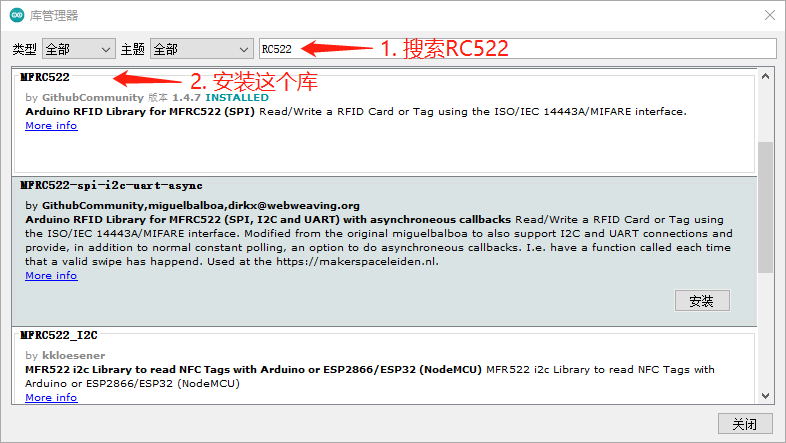 库管理器
类型 全部 主题 全部 RC522 1. 搜索RC522
MFRC522
2. 安装这个库
by GithubCommunity 版本 1.4.7 INSTALLED
Arduino RFID Library for MFRC522 (SPI) Read/Write a RFID Card or Tag using the ISO/IEC 14443A/MIFARE interface.
More info
MFRC522-spi-i2c-uart-async
by GithubCommunity,miguelbalboa,dirkx@webweaving.org
Arduino RFID Library for MFRC522 (SPI, I2C and UART) with asynchroneous callbacks Read/Write a RFID Card or Tag using
the ISO/IEC 14443A/MIFARE interface. Modified from the original miguelbalboa to also support I2C and UART connections and
provide, in addition to normal constant polling, an option to do asynchroneous callbacks. I.e. have a function called each time
that a valid swipe has happend. Used at the https://makerspaceleiden.nl.
More info
安装
MFRC522_I2C
by kkloesener
MFR522 i2c Library to read NFC Tags with Arduino or ESP2866/ESP32 (NodeMCU) MFR522 i2c Library to read NFC Tags with
Arduino or ESP2866/ESP32 (NodeMCU)
More info
关闭